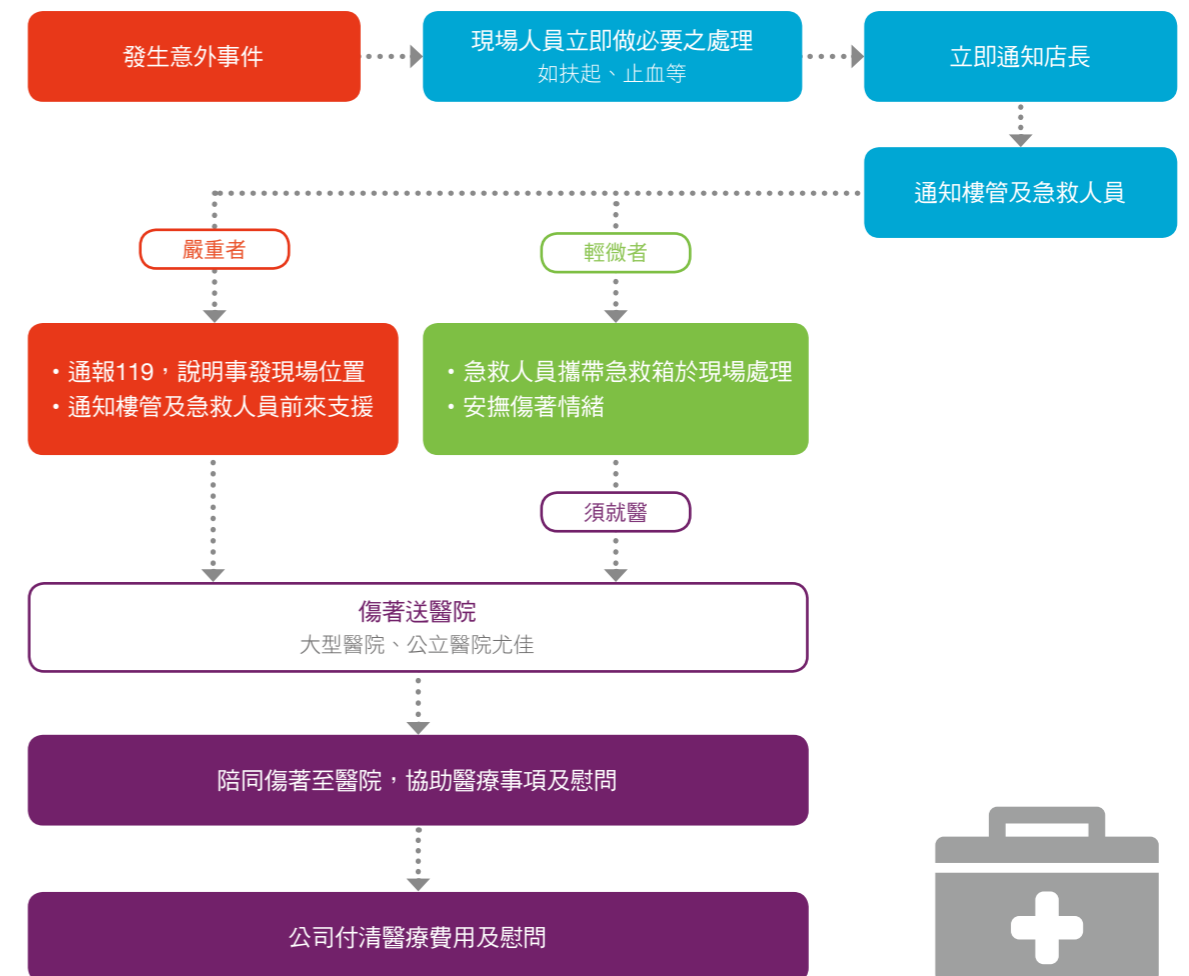 發生意外事件
現場人員立即做必要之處理
如扶起、止血等
立即通知店長
通知樓管及急救人員
嚴重者
輕微者
・通報119，說明事發現場位置
・通知樓管及急救人員前來支援
・急救人員攜帶急救箱於現場處理
・安撫傷著情緒
須就醫
傷著送醫院
大型醫院、公立醫院尤佳
陪同傷著至醫院，協助醫療事項及慰問
公司付清醫療費用及慰問